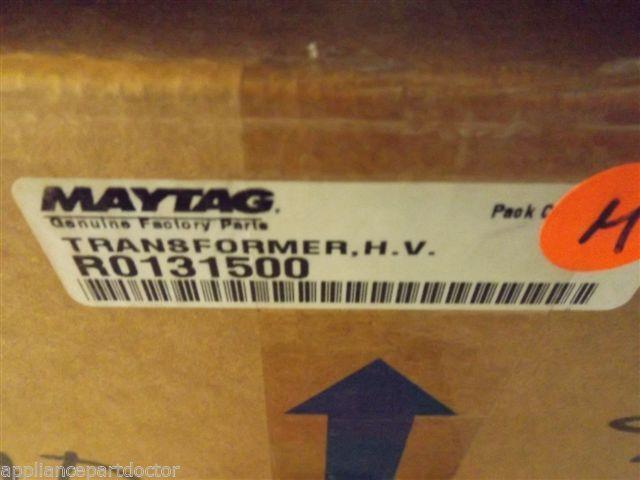 MAYTAG.
Genuine Factory Parts
Pack
TRANSFORMER,H.V.
R0131500
H
appliancepartdoctor